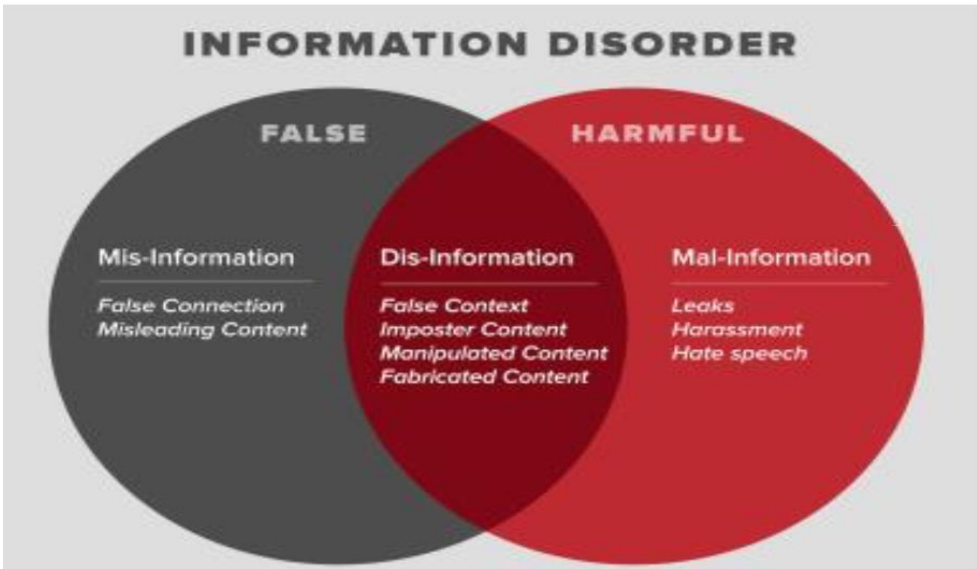 INFORMATION DISORDER
FALSE
HARMFUL
Mis-Information
False Connection
Misleading Content
Dis-Information
False Context
Imposter Content
Manipulated Content
Fabricated Content
Mal-Information
Leaks
Harassment
Hate speech